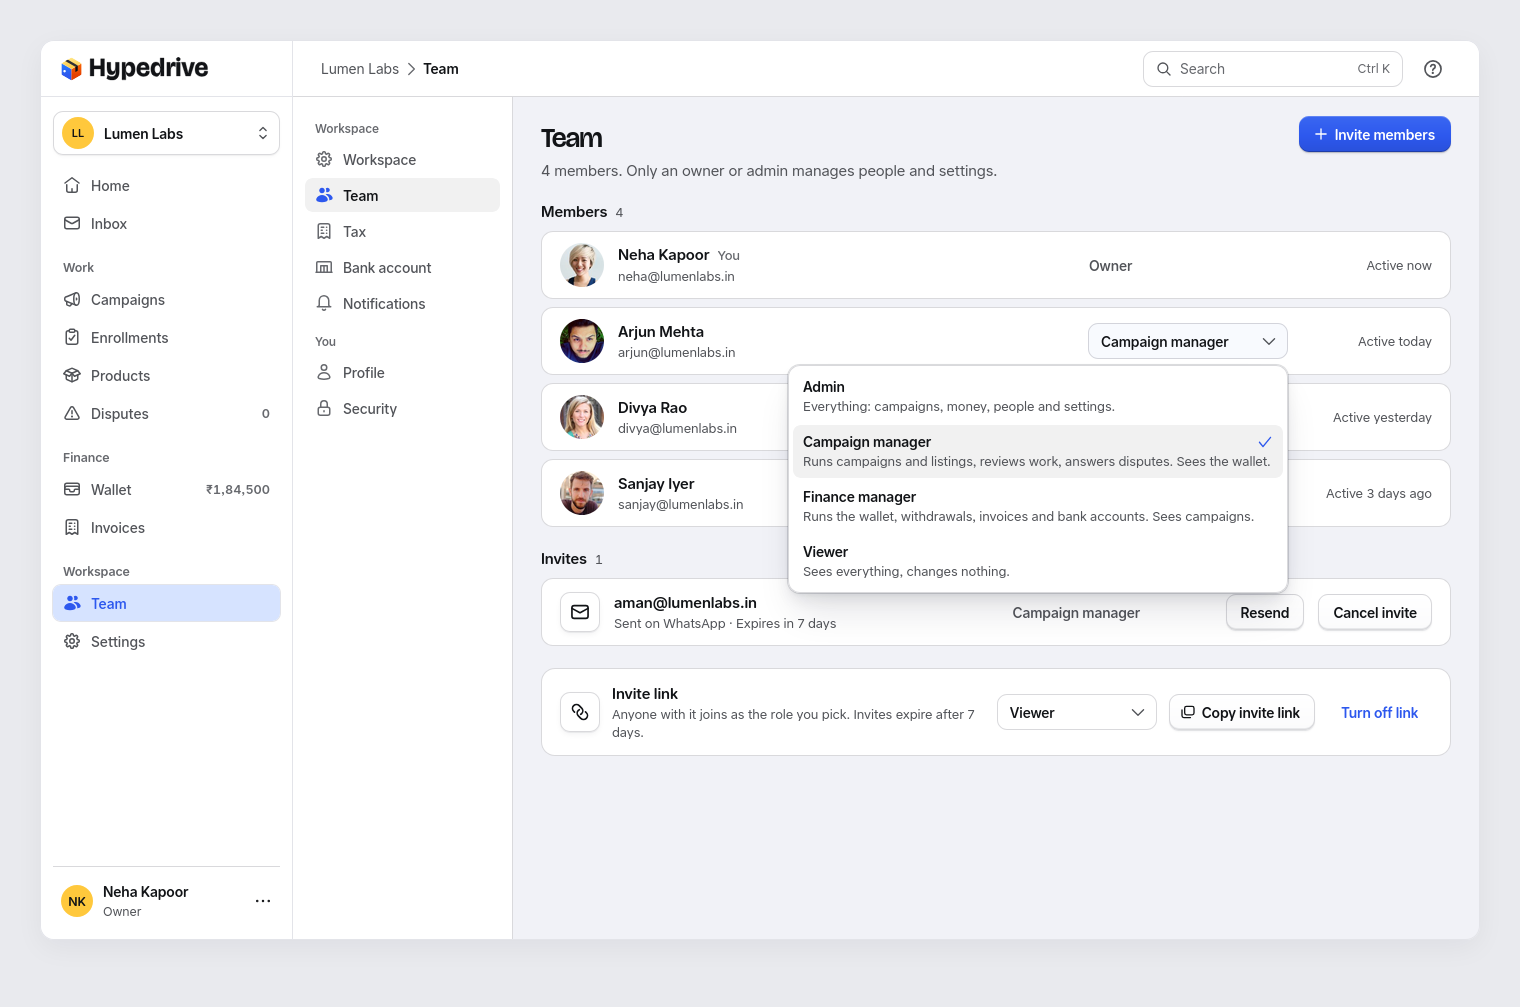 Hypedrive
Lumen Labs > Team
Search
Ctrl K
LL
Lumen Labs
Home
Inbox
Work
Campaigns
Enrollments
Products
Disputes
0
Finance
Wallet
₹1,84,500
Invoices
Workspace
Team
Settings
NK
Neha Kapoor
Owner
Workspace
Workspace
Team
Tax
Bank account
Notifications
You
Profile
Security
Team
4 members. Only an owner or admin manages people and settings.
+ Invite members
Members 4
Neha Kapoor You
neha@lumenlabs.in
Owner
Active now
Arjun Mehta
arjun@lumenlabs.in
Campaign manager
Active today
Divya Rao
divya@lumenlabs.in
Active yesterday
Sanjay Iyer
sanjay@lumenlabs.in
Active 3 days ago
Admin
Everything: campaigns, money, people and settings.
Campaign manager
Runs campaigns and listings, reviews work, answers disputes. Sees the wallet.
Finance manager
Runs the wallet, withdrawals, invoices and bank accounts. Sees campaigns.
Viewer
Sees everything, changes nothing.
Invites 1
aman@lumenlabs.in
Sent on WhatsApp · Expires in 7 days
Campaign manager
Resend
Cancel invite
Invite link
Anyone with it joins as the role you pick. Invites expire after 7
days.
Viewer
Copy invite link
Turn off link